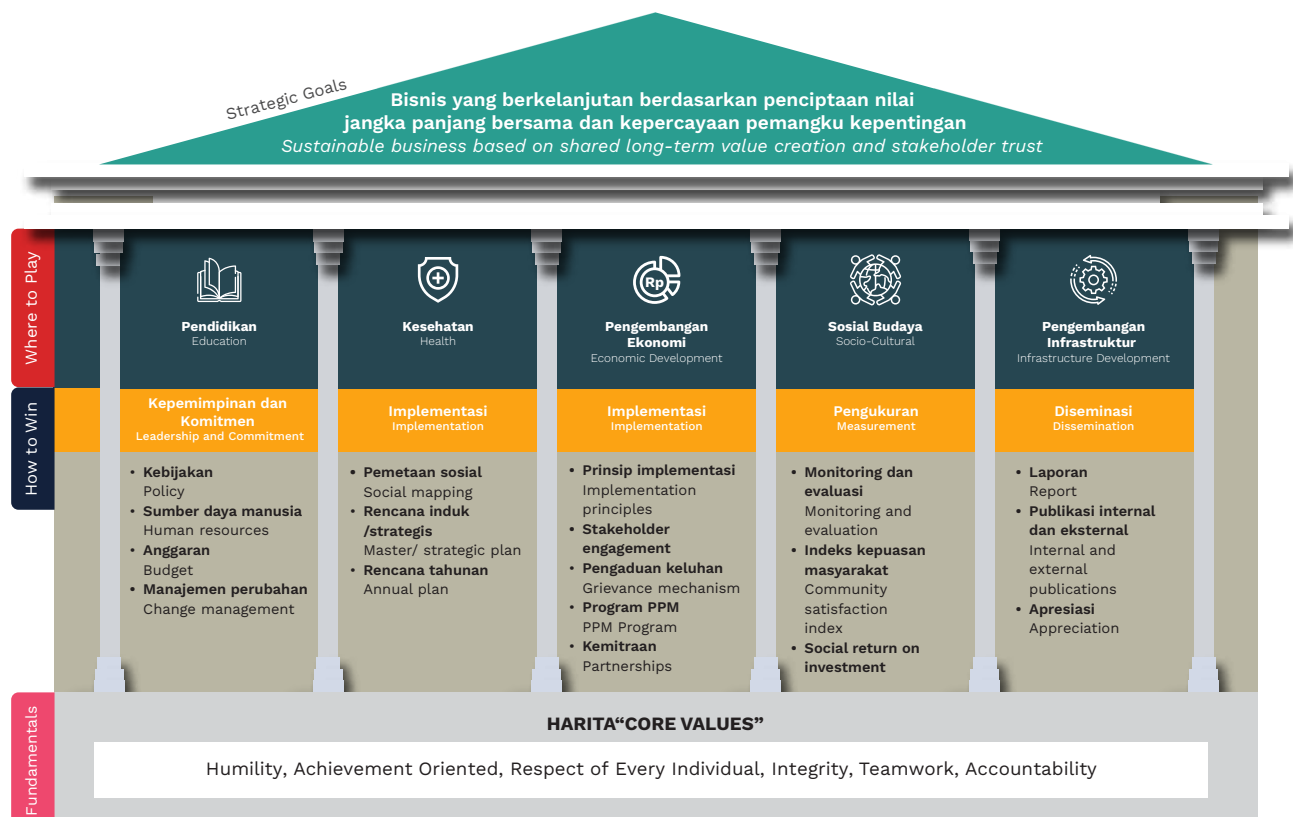 Strategic Goals
Bisnis yang berkelanjutan berdasarkan penciptaan nilai
jangka panjang bersama dan kepercayaan pemangku kepentingan
Sustainable business based on shared long-term value creation and stakeholder trust
Where to Play
Pendidikan
Education
Kesehatan
Health
Rp
Pengembangan
Ekonomi
Economic Development
Sosial Budaya
Socio-Cultural
Pengembangan
Infrastruktur
Infrastructure Development
How to Win
Kepemimpinan dan
Komitmen
Leadership and Commitment
• Kebijakan
Policy
• Sumber daya manusia
Human resources
• Anggaran
Budget
• Manajemen perubahan
Change management
Implementasi
Implementation
• Pemetaan sosial
Social mapping
• Rencana induk
/strategis
Master/ strategic plan
• Rencana tahunan
Annual plan
Implementasi
Implementation
• Prinsip implementasi
Implementation
principles
• Stakeholder
engagement
• Pengaduan keluhan
Grievance mechanism
• Program PPM
PPM Program
• Kemitraan
Partnerships
Pengukuran
Measurement
• Monitoring dan
evaluasi
Monitoring and
evaluation
• Indeks kepuasan
masyarakat
Community
satisfaction
index
• Social return on
investment
Diseminasi
Dissemination
• Laporan
Report
• Publikasi internal
dan eksternal
Internal and
external
publications
• Apresiasi
Appreciation
Fundamentals
HARITA“CORE VALUES”
Humility, Achievement Oriented, Respect of Every Individual, Integrity, Teamwork, Accountability